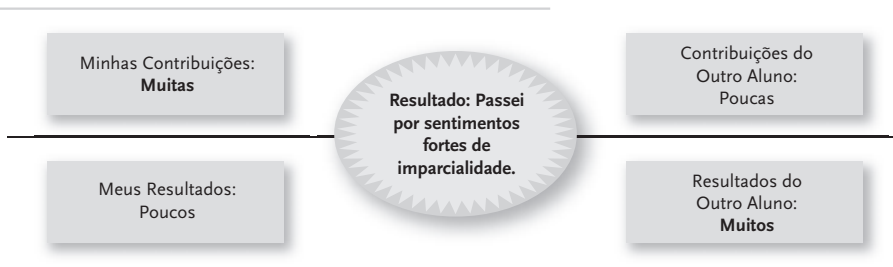 Minhas Contribuições:
Muitas
Resultado: Passei
por sentimentos
fortes de
imparcialidade.
Contribuições do
Outro Aluno:
Poucas
Meus Resultados:
Poucos
Resultados do
Outro Aluno:
Muitos